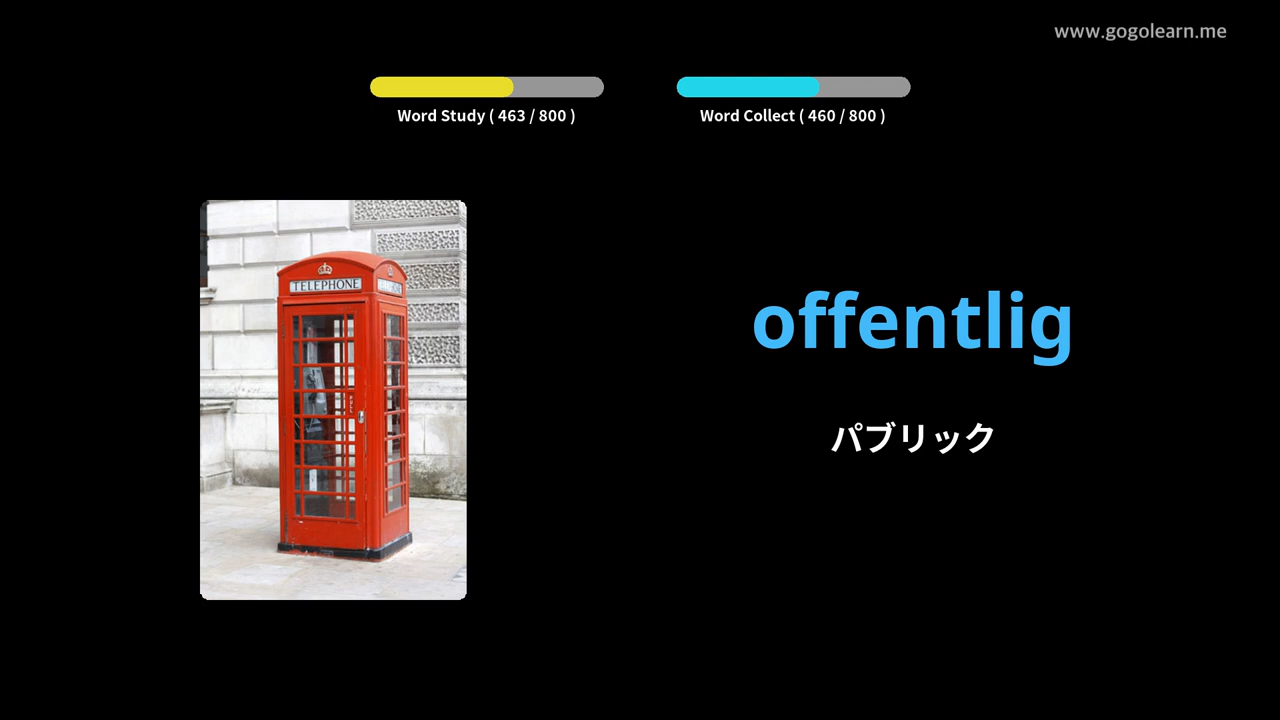 www.gogolearn.me
Word Study ( 463 / 800 )
Word Collect ( 460 / 800 )
TELEPHONE
offentlig
パブリック